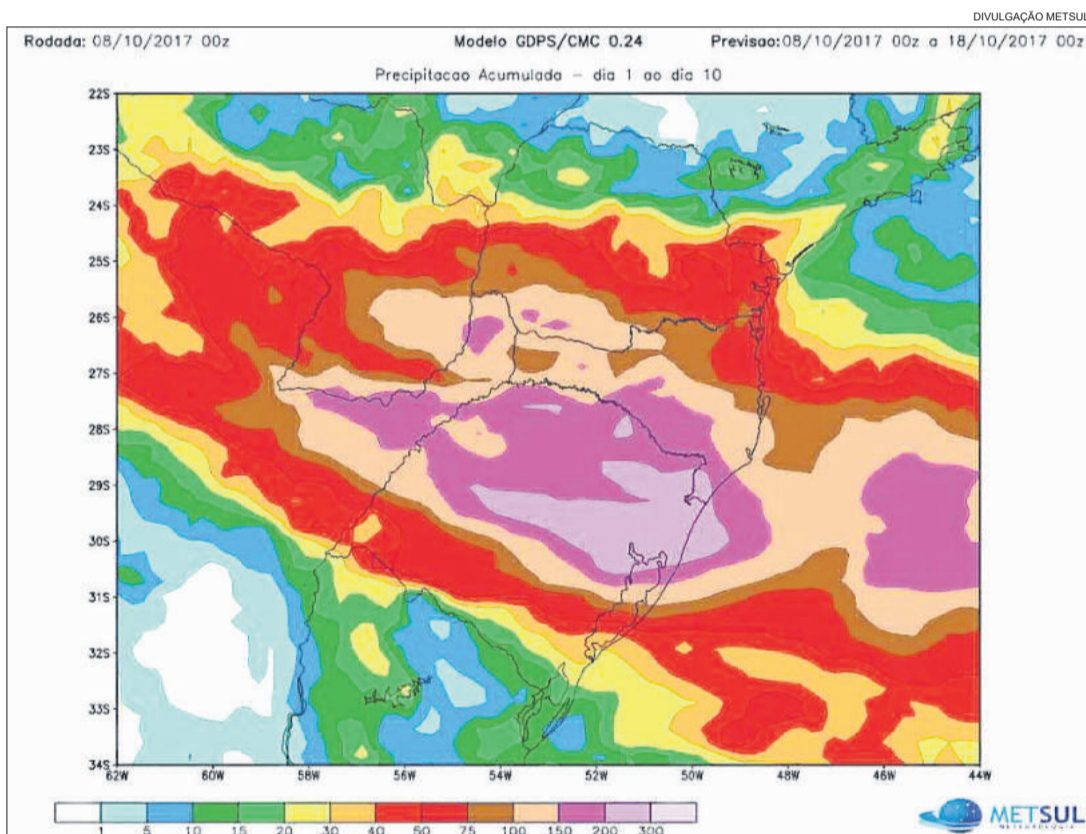 DIVULGAÇÃO METSUL
Rodada: 08/10/2017 00z Modelo GDPS/CMC 0.24 Previsao:08/10/2017 00z a 18/10/2017 00z
Precipitacao Acumulada - dia 1 ao dia 10
22S
23S
24S
25S
26S
27S
28S
29S
30S
31S
32S
33S
34S
62W 60W 58W 56W 54W 52W 50W 48W 46W 44W
1 5 10 15 20 30 40 50 75 100 150 200 300
METSUL
METEOROLOGIA